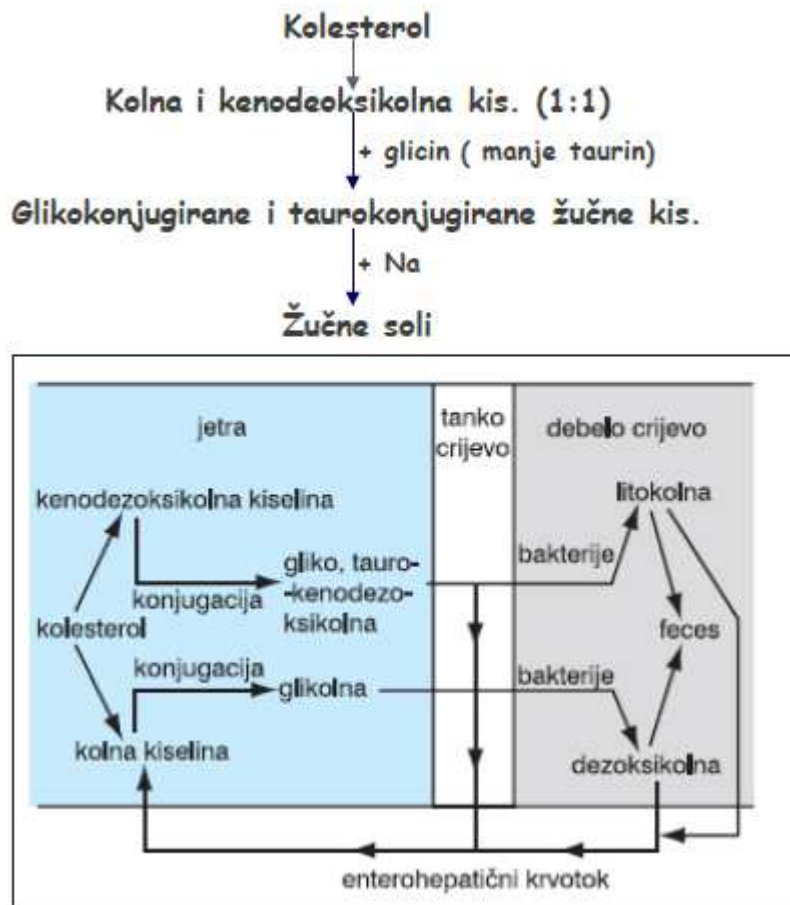 Kolesterol
Kolna i kenodeoksikolna kis. (1:1)
+ glicin ( manje taurin)
Glikokonjugirane i taurokonjugirane žučne kis.
+ Na
Žučne soli
jetra
tanko
crijevo
debelo crijevo
kenodezoksikolna kiselina
litokolna
bakterije
gliko, tauro-
-kenodezo-
ksikolna
konjugacija
kolesterol
feces
konjugacija
glikolna
bakterije
kolna kiselina
dezoksikolna
enterohepatični krvotok